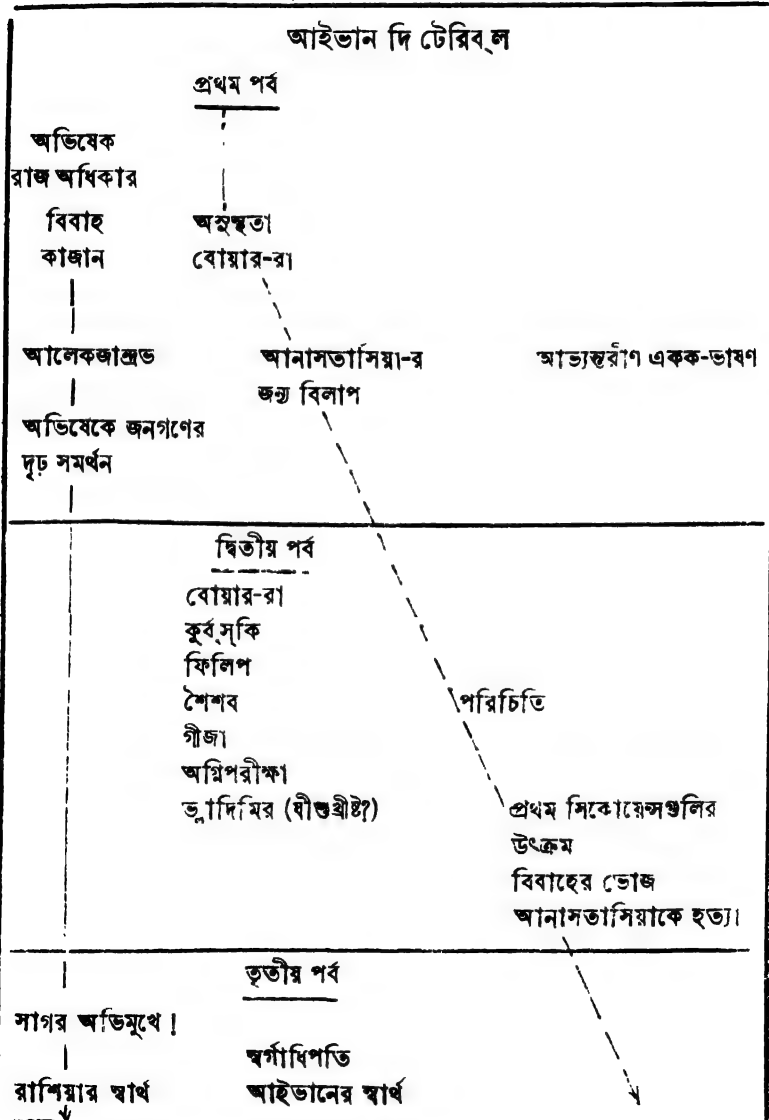 আইভান দি টেরিব্‌ল
প্রথম পর্ব
অভিষেক
রাজ অধিকার
বিবাহ
কাজান
অসুস্থতা
বোয়ার-রা
আলেকজান্দ্রভ
আনাসতাসিয়া-র
জন্য বিলাপ
আভ্যন্তরীণ একক-ভাষণ
অভিষেকে জনগণের
দৃঢ় সমর্থন
দ্বিতীয় পর্ব
বোয়ার-রা
কুর্ব্‌স্‌কি
ফিলিপ
শৈশব
গীর্জা
অগ্নিপরীক্ষা
ভ্লাদিমির (যীশুখ্রীষ্ট?)
পরিচিতি
প্রথম সিকোয়েন্সগুলির
উৎক্রম
বিবাহের ভোজ
আনাসতাসিয়াকে হত্যা
তৃতীয় পর্ব
সাগর অভিমুখে !
রাশিয়ার স্বার্থ
স্বর্গাধিপতি
আইভানের স্বার্থ